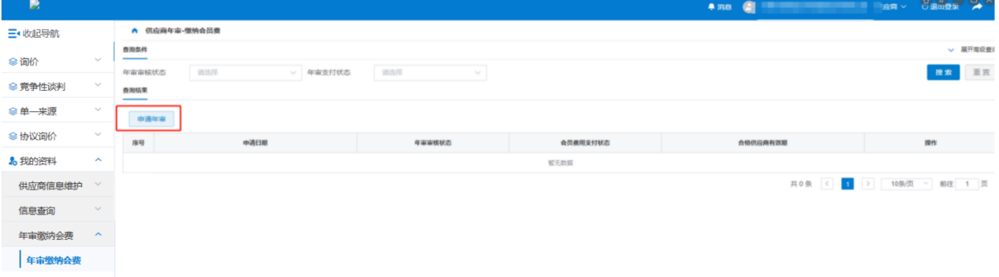 消息 应商 退出登录
收起导航
供应商年审-缴纳会员费
查询条件 展开高级查询
询价
年审审核状态 请选择 年审支付状态 请选择 搜索 重置
竞争性谈判
查询结果
单一来源
申请年审
协议询价
序号 申请日期 年审审核状态 会员费用支付状态 合格供应商有效期 操作
我的资料
暂无数据
供应商信息维护
共 0 条 1 10条/页 前往 1 页
信息查询
年审缴纳会费
年审缴纳会费